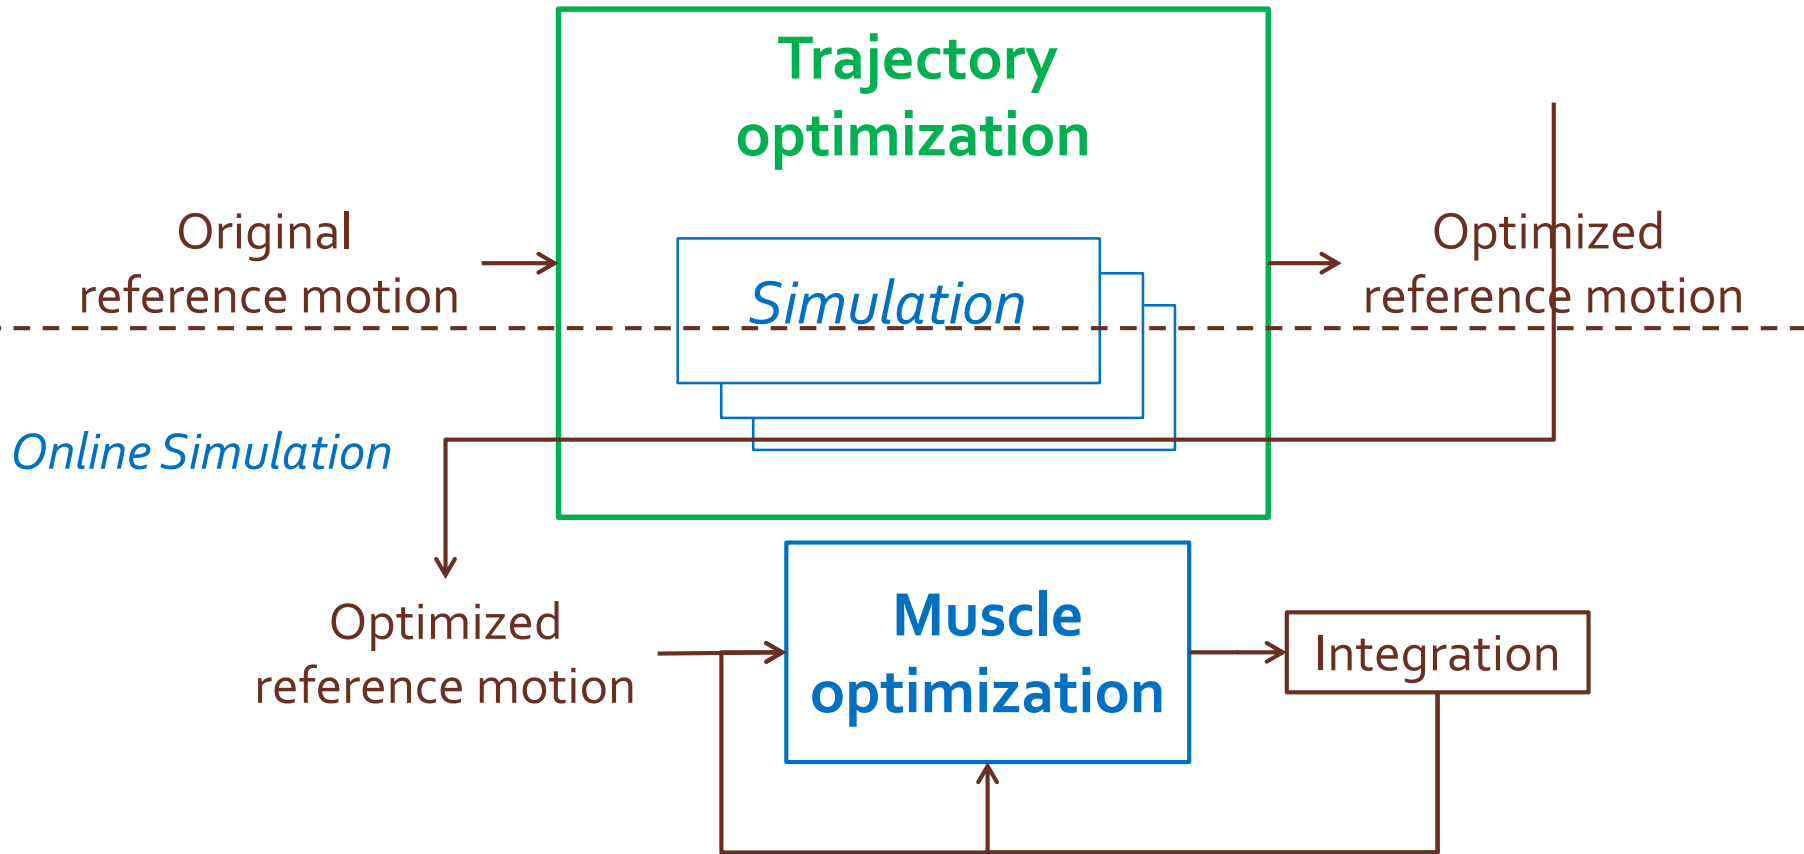 Trajectory
optimization
Original
reference motion
Simulation
Optimized
reference motion
Online Simulation
Optimized
reference motion
Muscle
optimization
Integration